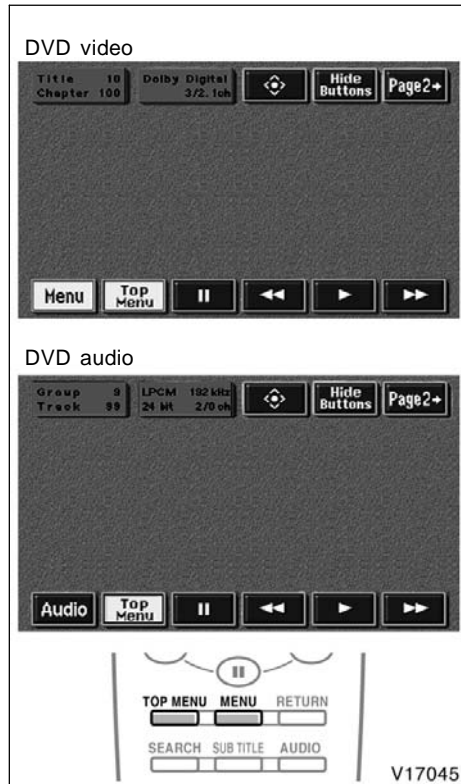 DVD video
Title 10
Chapter 100
Dolby Digital
3/2.1ch
Hide
Buttons
Page2→
Menu
Top
Menu
DVD audio
Group 9
Track 99
LPCM 192 kHz
24 bit 2/0 ch
Hide
Buttons
Page2→
Audio
Top
Menu
TOP MENU MENU RETURN
SEARCH SUB TITLE AUDIO
V17045